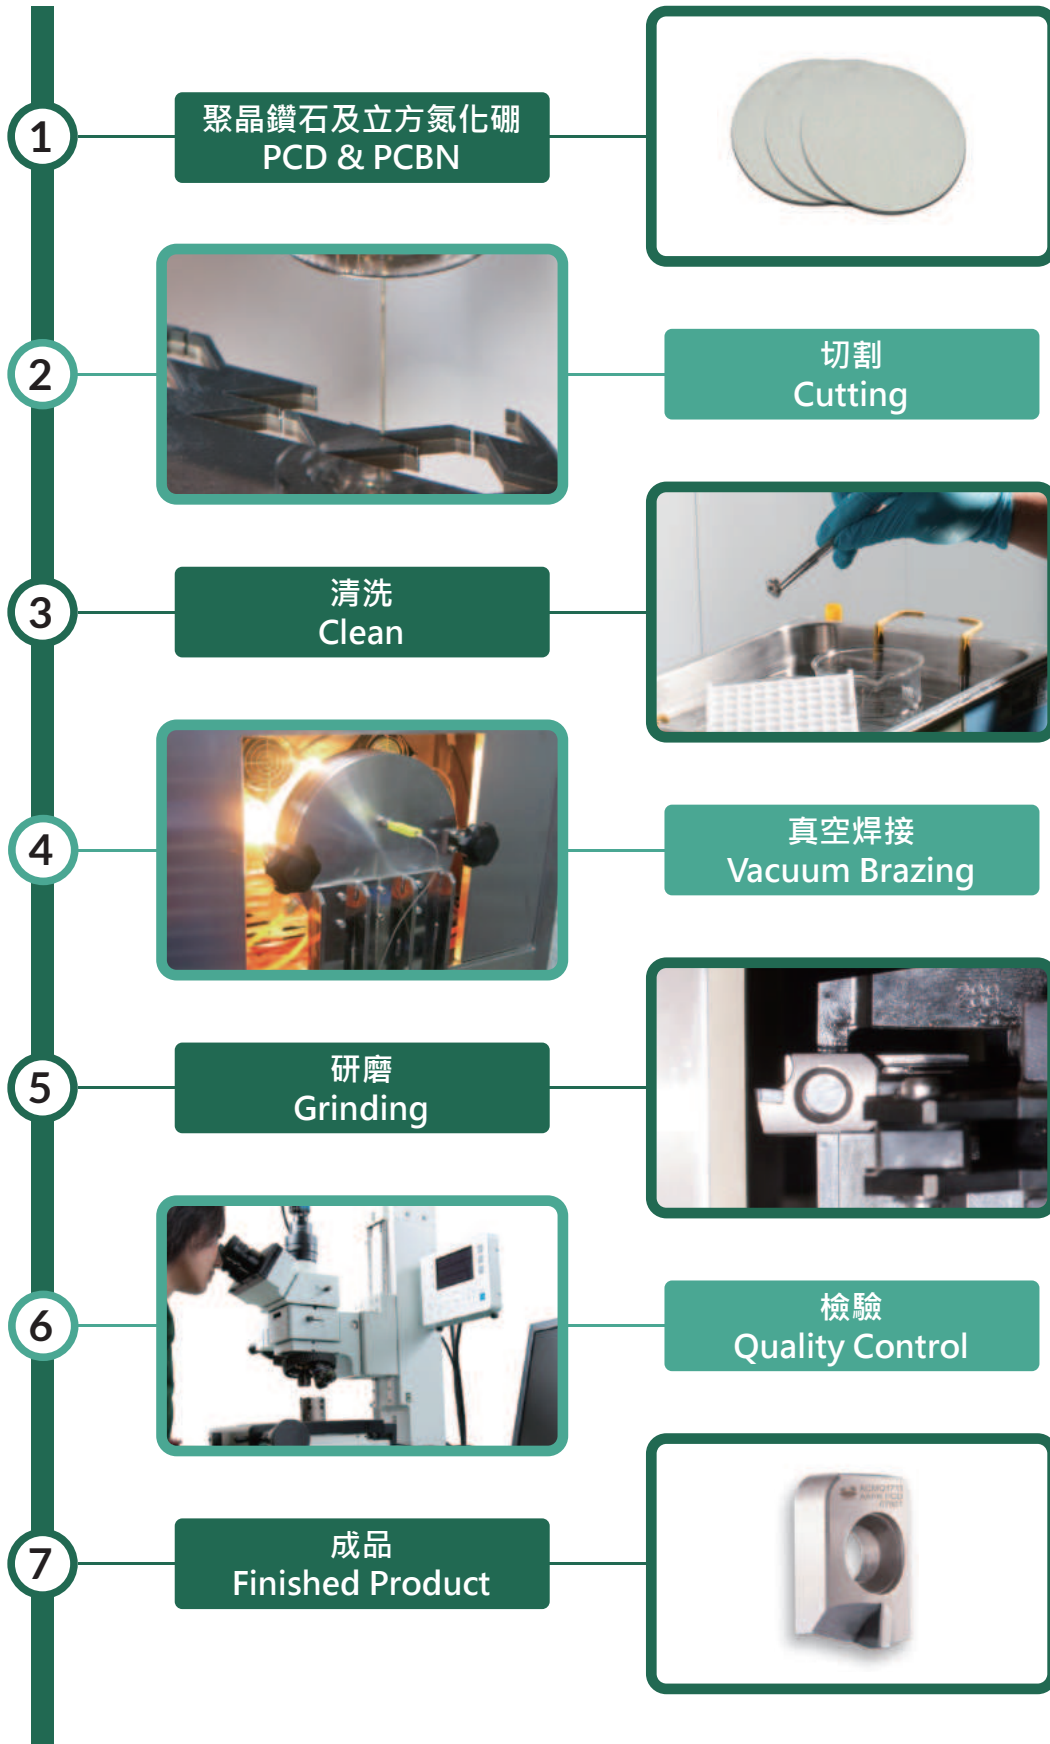 1
聚晶鑽石及立方氮化硼
PCD & PCBN
2
切割
Cutting
3
清洗
Clean
4
真空焊接
Vacuum Brazing
5
研磨
Grinding
6
檢驗
Quality Control
7
成品
Finished Product